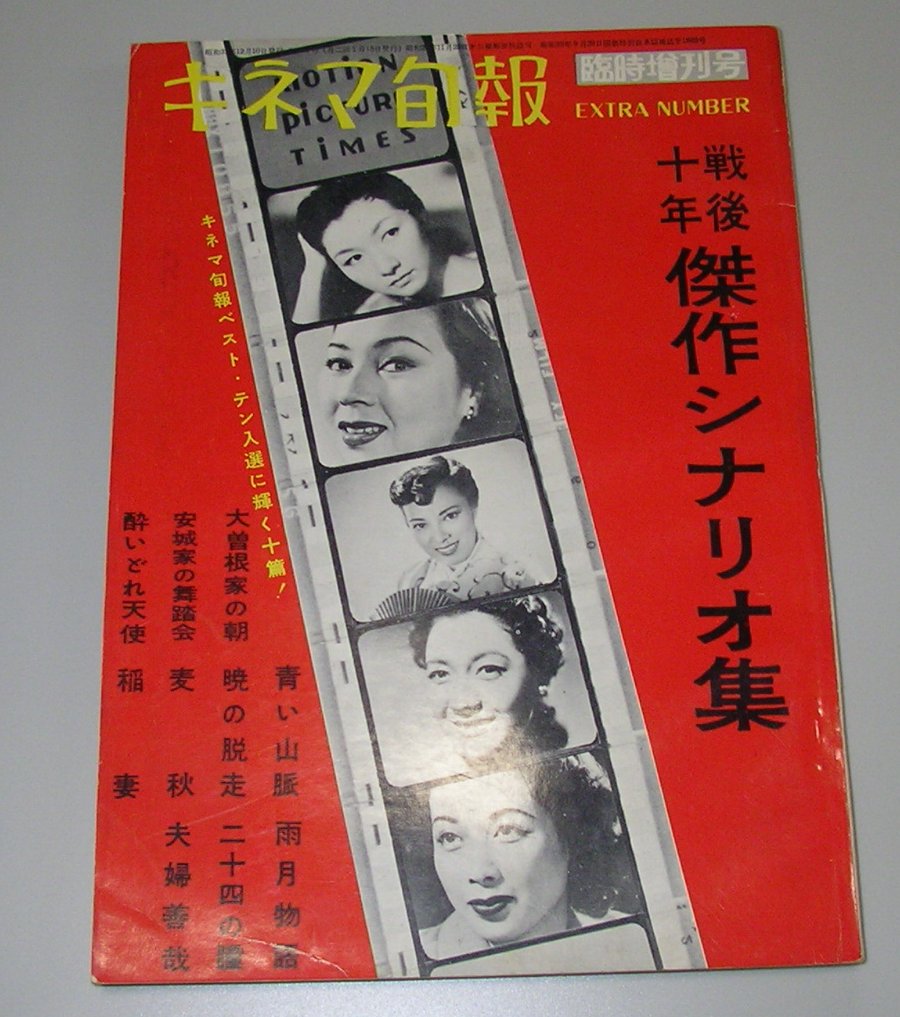 キネマ旬報
臨時増刊号
EXTRA NUMBER
MOTION
PiCTURE
TiMES
戦後
十年
傑作シナリオ集
キネマ旬報ベスト・テン入選に輝く十篇！
大曽根家の朝
安城家の舞踏会
酔いどれ天使
青い山脈
暁の脱走
麦秋
稲妻
雨月物語
二十四の瞳
夫婦善哉